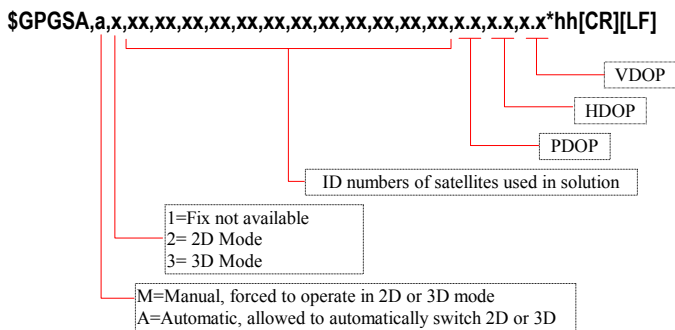 $GPGSA,a,x,xx,xx,xx,xx,xx,xx,xx,xx,xx,xx,xx,xx,x.x,x.x,x.x*hh[CR][LF]
VDOP
HDOP
PDOP
ID numbers of satellites used in solution
1=Fix not available
2= 2D Mode
3= 3D Mode
M=Manual, forced to operate in 2D or 3D mode
A=Automatic, allowed to automatically switch 2D or 3D